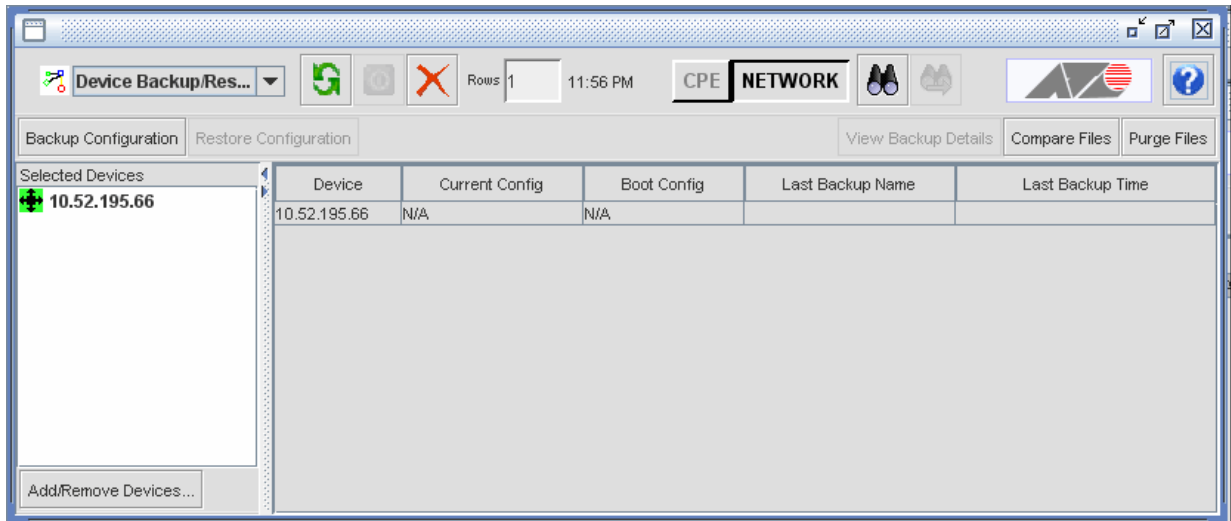 Device Backup/Res... Rows 1 11:56 PM CPE NETWORK ?
Backup Configuration Restore Configuration View Backup Details Compare Files Purge Files
Selected Devices
10.52.195.66
Device Current Config Boot Config Last Backup Name Last Backup Time
10.52.195.66 N/A N/A
Add/Remove Devices...